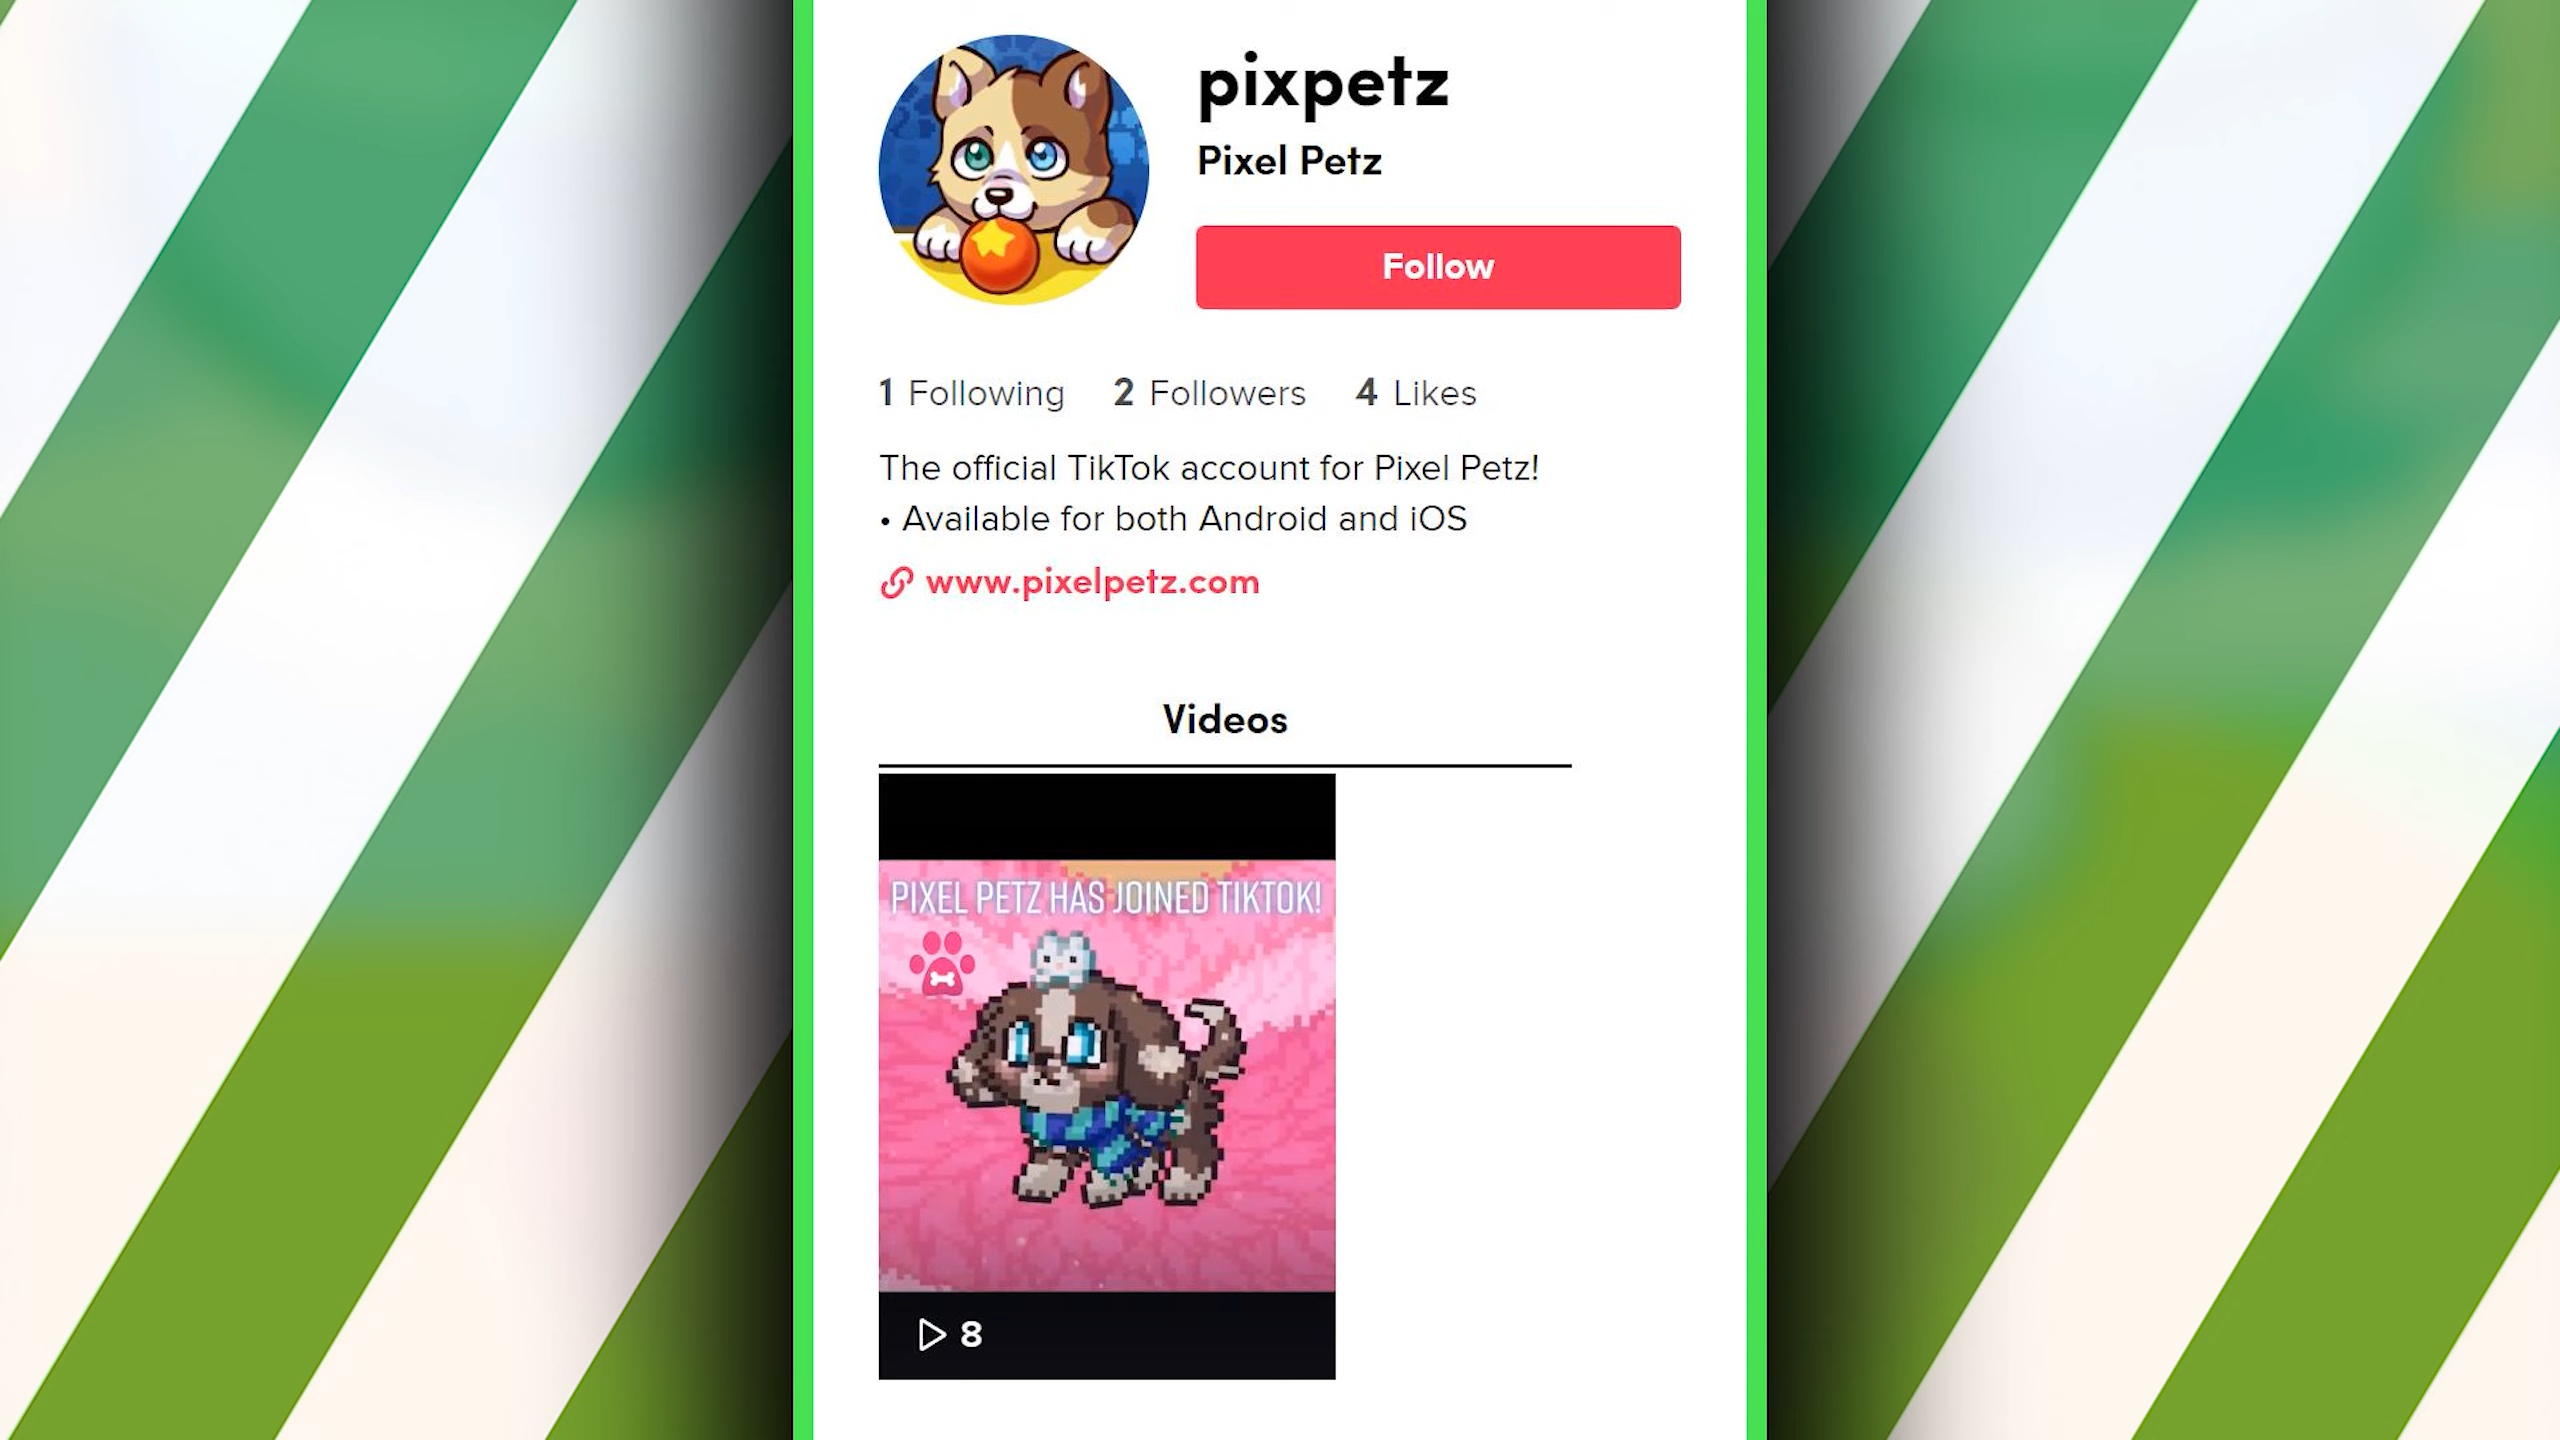 pixpetz
Pixel Petz
Follow
1 Following 2 Followers 4 Likes
The official TikTok account for Pixel Petz!
• Available for both Android and iOS
www.pixelpetz.com
Videos
PIXEL PETZ HAS JOINED TIKTOK!
8